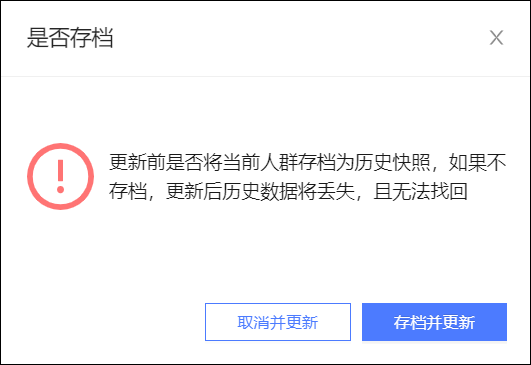 是否存档
更新前是否将当前人群存档为历史快照，如果不
存档，更新后历史数据将丢失，且无法找回
取消并更新
存档并更新